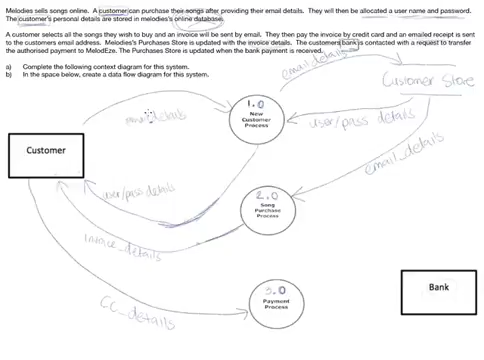 Melodies sells songs online. A customer can purchase their songs after providing their email details. They will then be allocated a user name and password.
The customer's personal details are stored in melodies's online database.
A customer selects all the songs they wish to buy and an invoice will be sent by email. They then pay the invoice by credit card and an emailed receipt is sent
to the customers email address. Melodies's Purchases Store is updated with the invoice details. The customers bank is contacted with a request to transfer
the authorised payment to MelodEze. The Purchases Store is updated when the bank payment is received.
a) Complete the following context diagram for this system.
b) In the space below, create a data flow diagram for this system.
email details
Customer Store
email details
1.0
New
Customer
Process
user/pass details
Customer
email_details
user/pass details
2.0
Song
Purchase
Process
Invoice_details
CC_details
3.0
Payment
Process
Bank